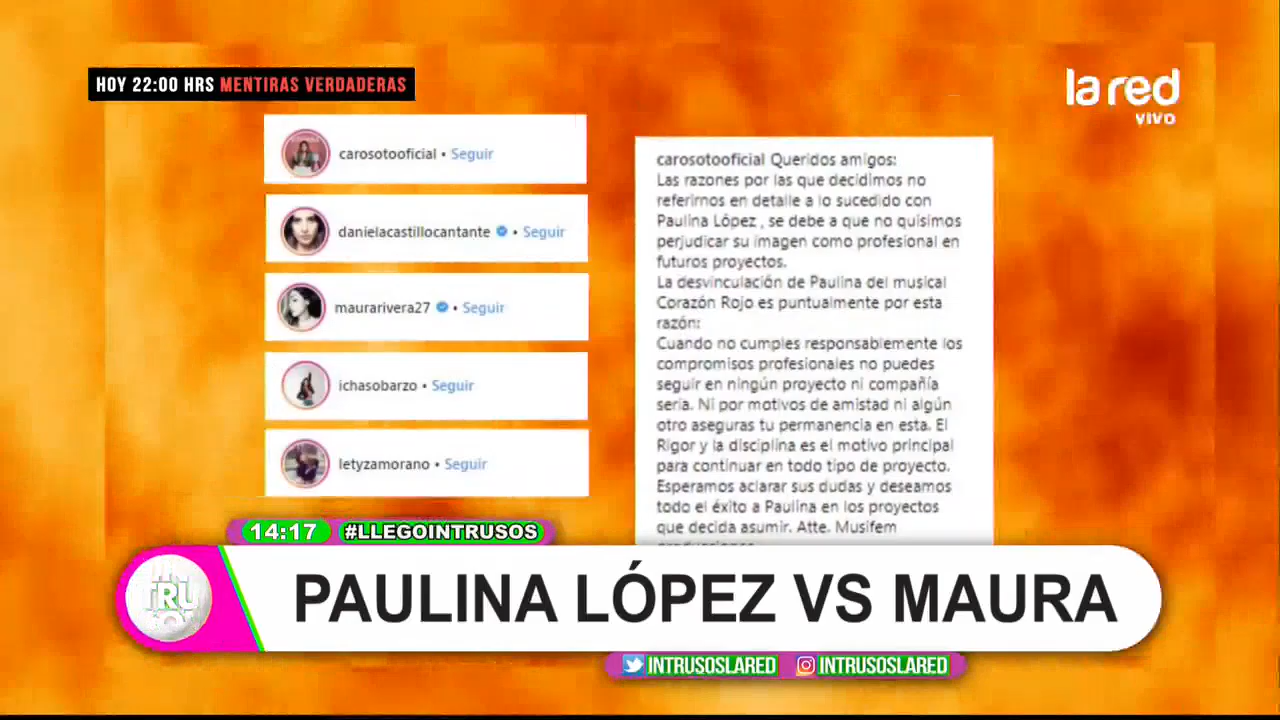 HOY 22:00 HRS MENTIRAS VERDADERAS
la red
VIVO
carosotooficial • Seguir
danielacastillocantante • Seguir
maurarivera27 • Seguir
ichasobarzo • Seguir
letyzamorano • Seguir
carosotooficial Queridos amigos:
Las razones por las que decidimos no
referirnos en detalle a lo sucedido con
Paulina López , se debe a que no quisimos
perjudicar su imagen como profesional en
futuros proyectos.
La desvinculación de Paulina del musical
Corazón Rojo es puntualmente por esta
razón:
Cuando no cumples responsablemente los
compromisos profesionales no puedes
seguir en ningún proyecto ni compañía
seria. Ni por motivos de amistad ni algún
otro aseguras tu permanencia en esta. El
Rigor y la disciplina es el motivo principal
para continuar en todo tipo de proyecto.
Esperamos aclarar sus dudas y deseamos
todo el éxito a Paulina en los proyectos
que decida asumir. Atte. Musifem
14:17 #LLEGOINTRUSOS
PAULINA LÓPEZ VS MAURA
INTRUSOSLARED INTRUSOSLARED